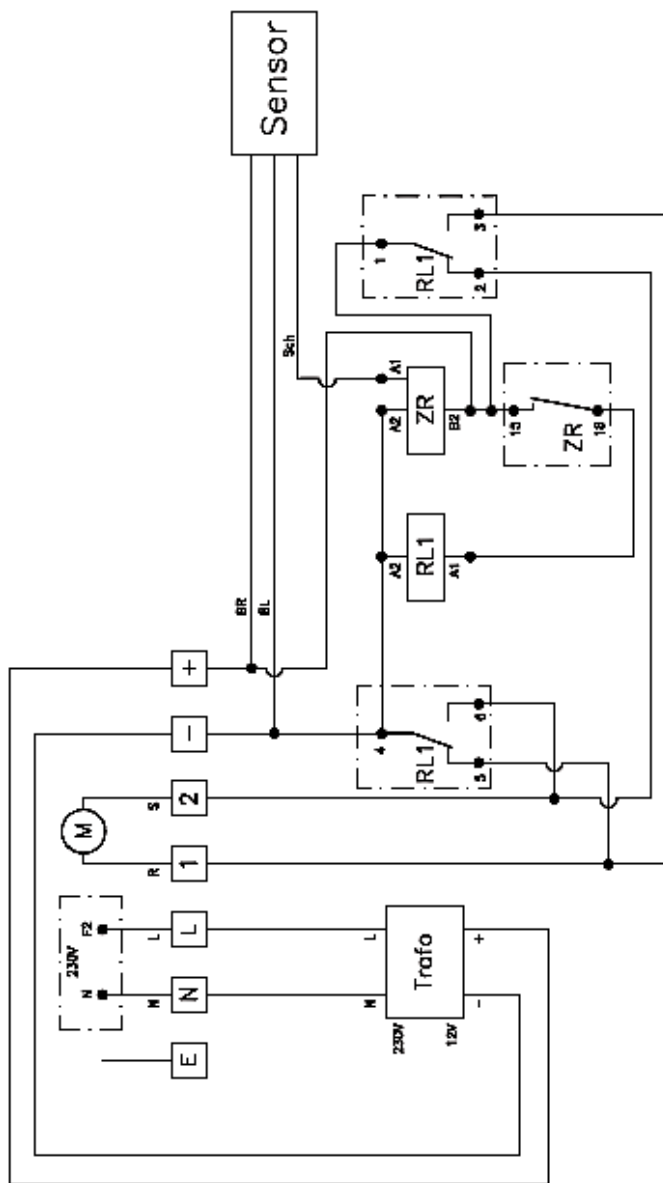 Sensor
1
3
RL1
2
Sch
A1
A2
ZR
B2
15
ZR
18
A2
RL1
A1
BR
BL
+
-
4
RL1
6
5
M
S
2
R
1
230V
F2
L
L
L
N
N
N
N
Trafo
+
-
230V
12V
E